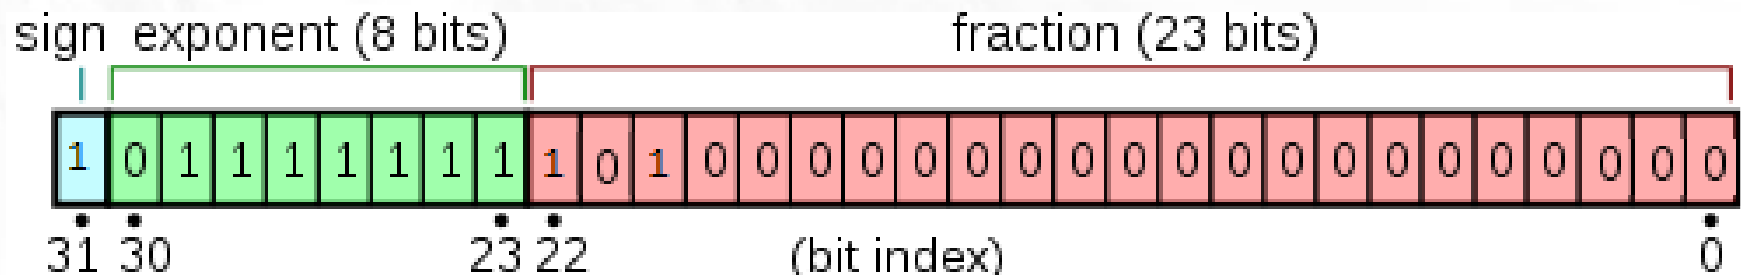 sign exponent (8 bits) fraction (23 bits)
1 0 1 1 1 1 1 1 1 1 0 1 0 0 0 0 0 0 0 0 0 0 0 0 0 0 0 0 0 0 0 0
31 30 23 22 (bit index) 0